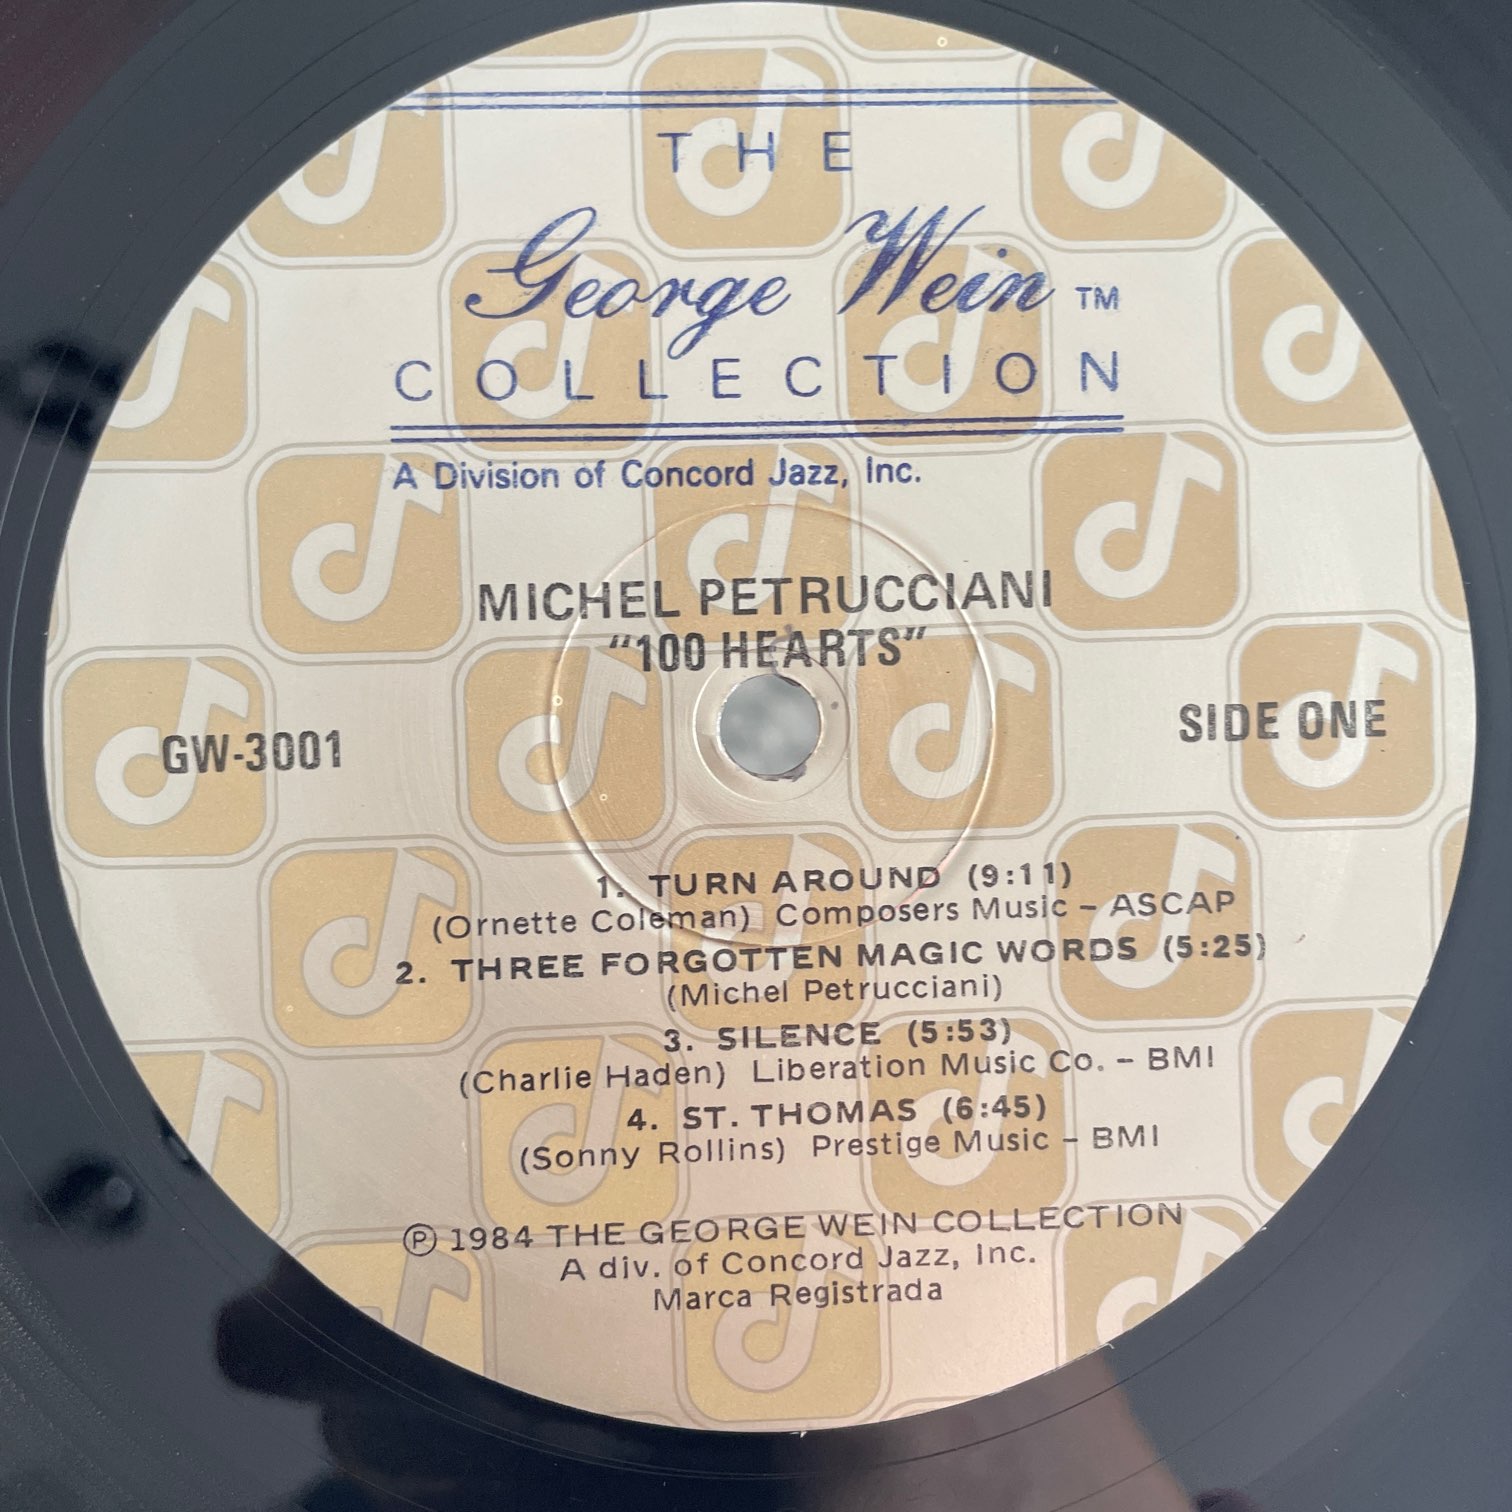 THE
George Wein TM
COLLECTION
A Division of Concord Jazz, Inc.
MICHEL PETRUCCIANI
"100 HEARTS"
GW-3001
SIDE ONE
1. TURN AROUND (9:11)
(Ornette Coleman) Composers Music – ASCAP
2. THREE FORGOTTEN MAGIC WORDS (5:25)
(Michel Petrucciani)
3. SILENCE (5:53)
(Charlie Haden) Liberation Music Co. – BMI
4. ST. THOMAS (6:45)
(Sonny Rollins) Prestige Music – BMI
℗ 1984 THE GEORGE WEIN COLLECTION
A div. of Concord Jazz, Inc.
Marca Registrada